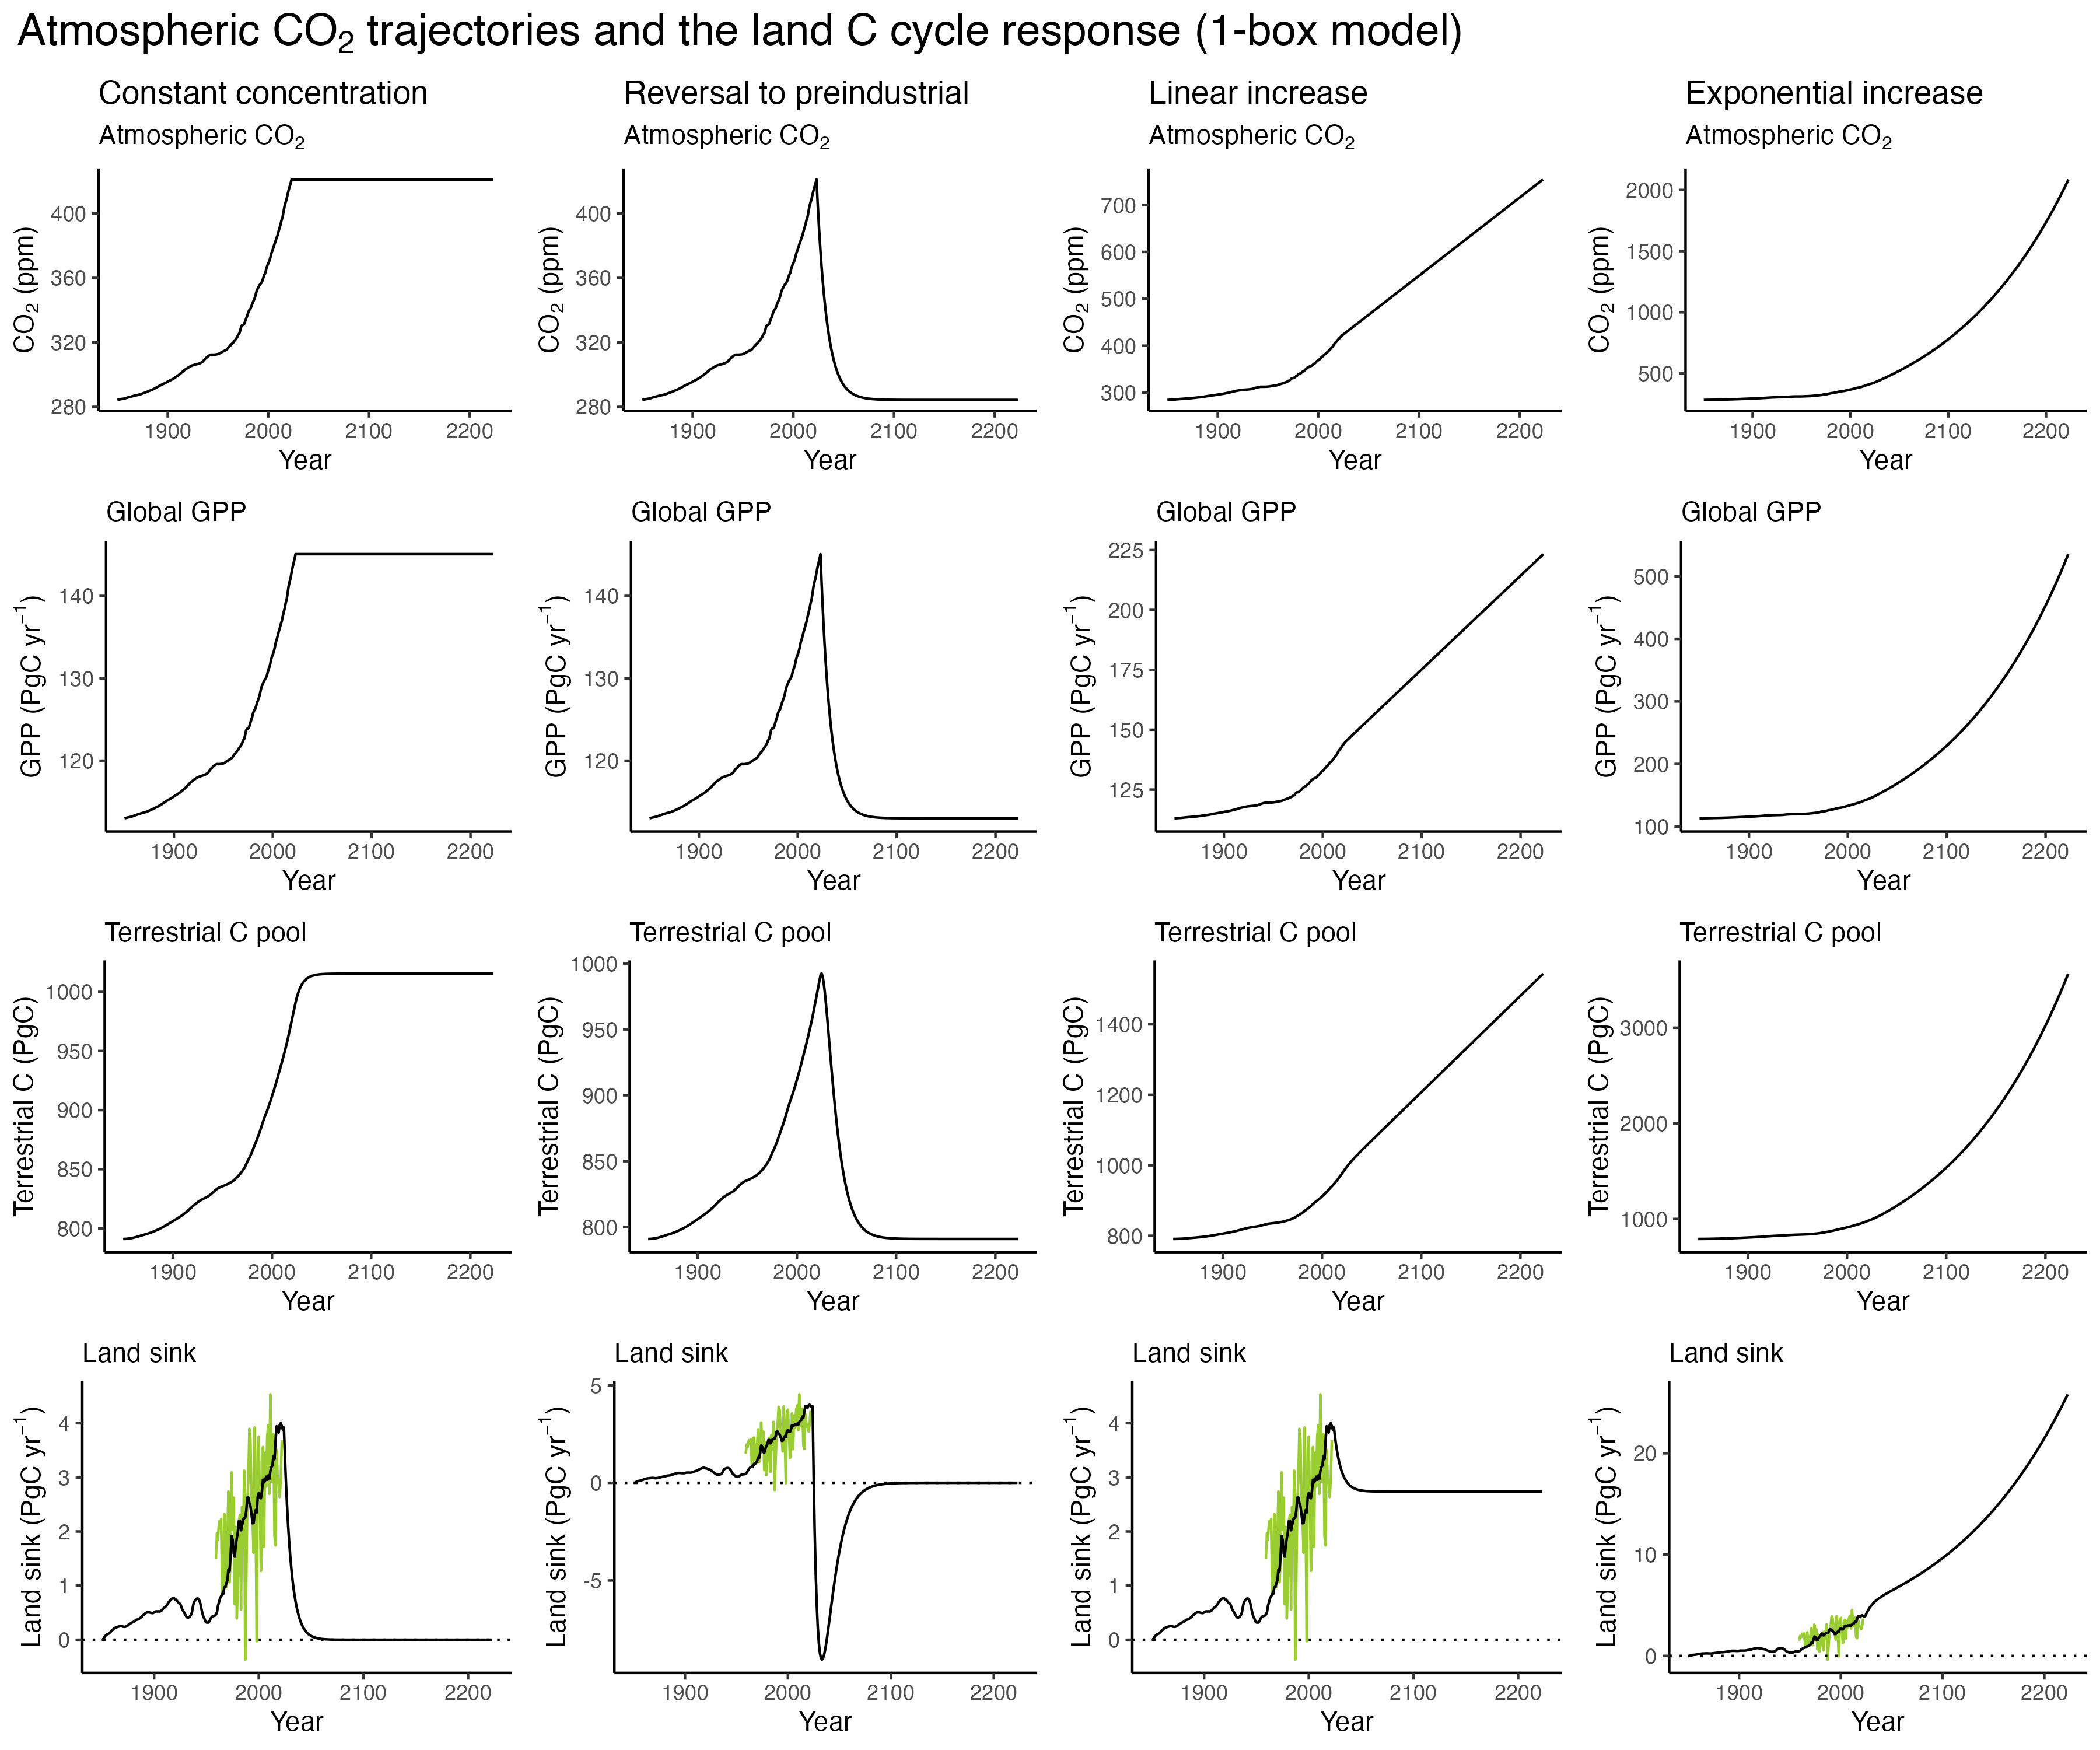 Atmospheric CO₂ trajectories and the land C cycle response (1-box model)
Constant concentration
Atmospheric CO₂
CO₂ (ppm)
400
360
320
280
1900 2000 2100 2200
Year
Reversal to preindustrial
Atmospheric CO₂
CO₂ (ppm)
400
360
320
280
1900 2000 2100 2200
Year
Linear increase
Atmospheric CO₂
CO₂ (ppm)
700
600
500
400
300
1900 2000 2100 2200
Year
Exponential increase
Atmospheric CO₂
CO₂ (ppm)
2000
1500
1000
500
1900 2000 2100 2200
Year
Global GPP
GPP (PgC yr⁻¹)
140
130
120
1900 2000 2100 2200
Year
Global GPP
GPP (PgC yr⁻¹)
140
130
120
1900 2000 2100 2200
Year
Global GPP
GPP (PgC yr⁻¹)
225
200
175
150
125
1900 2000 2100 2200
Year
Global GPP
GPP (PgC yr⁻¹)
500
400
300
200
100
1900 2000 2100 2200
Year
Terrestrial C pool
Terrestrial C (PgC)
1000
950
900
850
800
1900 2000 2100 2200
Year
Terrestrial C pool
Terrestrial C (PgC)
1000
950
900
850
800
1900 2000 2100 2200
Year
Terrestrial C pool
Terrestrial C (PgC)
1400
1200
1000
800
1900 2000 2100 2200
Year
Terrestrial C pool
Terrestrial C (PgC)
3000
2000
1000
1900 2000 2100 2200
Year
Land sink
Land sink (PgC yr⁻¹)
4
3
2
1
0
1900 2000 2100 2200
Year
Land sink
Land sink (PgC yr⁻¹)
5
0
-5
1900 2000 2100 2200
Year
Land sink
Land sink (PgC yr⁻¹)
4
3
2
1
0
1900 2000 2100 2200
Year
Land sink
Land sink (PgC yr⁻¹)
20
10
0
1900 2000 2100 2200
Year